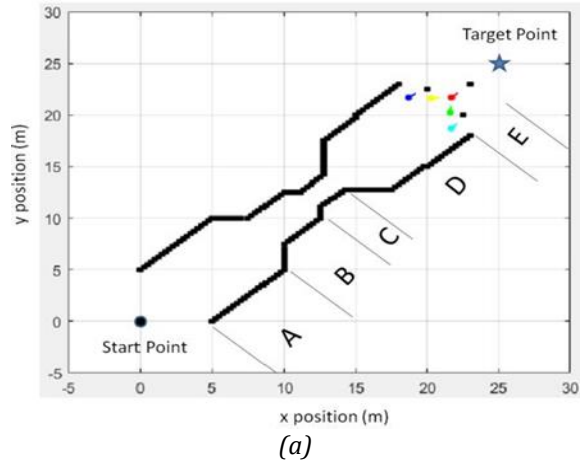 30
Target Point
25
20
15
10
5
0
-5
y position (m)
Start Point
A
B
C
D
E
-5 0 5 10 15 20 25 30
x position (m)
(a)